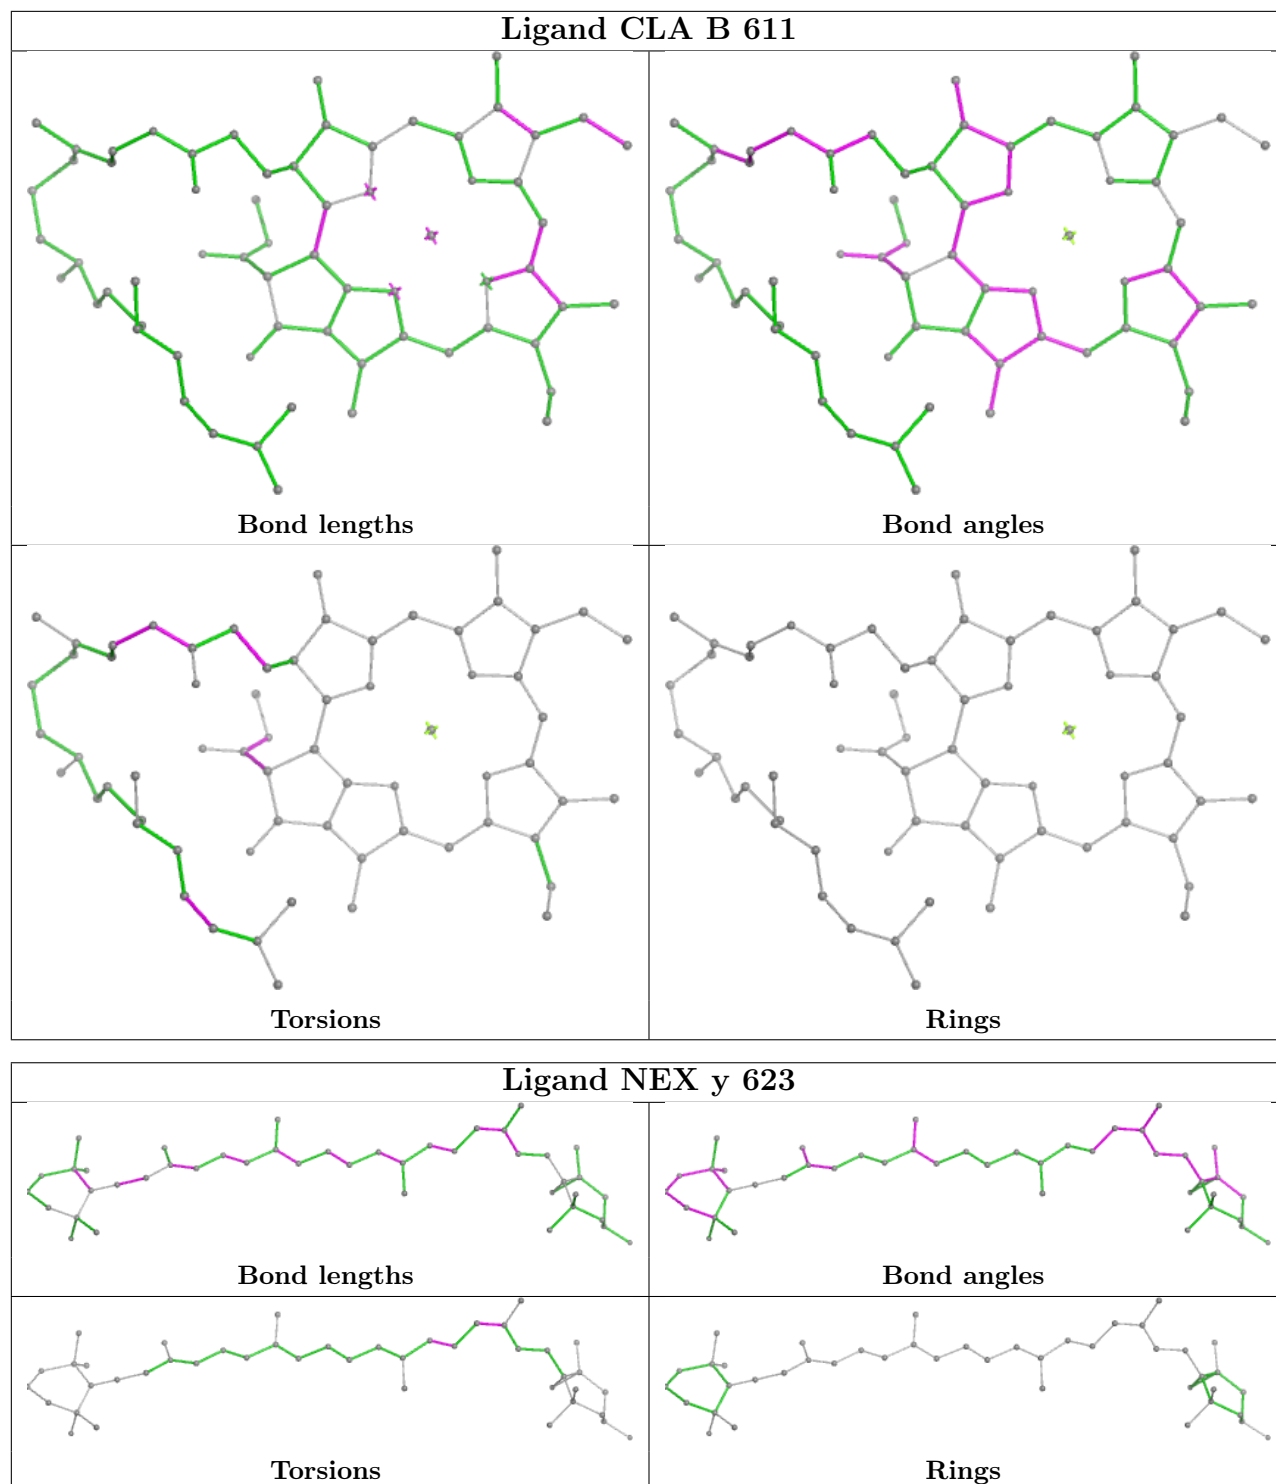 Ligand CLA B 611
Bond lengths
Bond angles
Torsions
Rings
Ligand NEX y 623
Bond lengths
Bond angles
Torsions
Rings